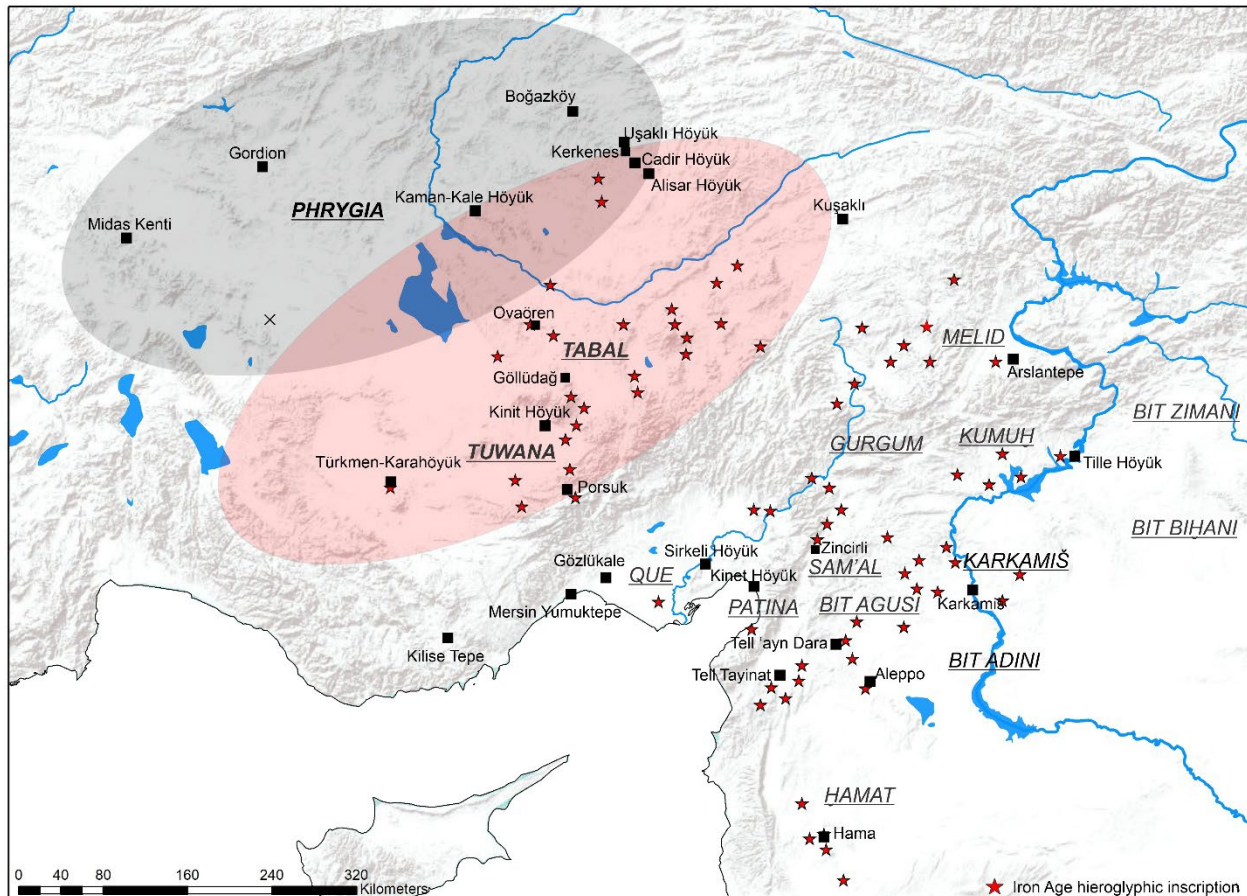 Boğazköy
Uşaklı Höyük
Kerkenes
Gordion
Cadir Höyük
Alisar Höyük
Kaman-Kale Höyük
PHRYGIA
Kuşaklı
Midas Kenti
Ovaören
TABAL
MELID
Arslantepe
Göllüdağ
BIT ZIMANI
Kinit Höyük
GURGUM
KUMUH
TUWANA
Tille Höyük
Türkmen-Karahöyük
Porsuk
BIT BIHANI
Zincirli
Sirkeli Höyük
KARKAMIŠ
Gözlükale
QUE
SAM'AL
Kinet Höyük
Karkamis
Mersin Yumuktepe
PATINA
BIT AGUSI
Tell 'ayn Dara
Kilise Tepe
BIT ADINI
Tell Tayinat
Aleppo
HAMAT
Hama
0 40 80 160 240 320
Kilometers
Iron Age hieroglyphic inscription